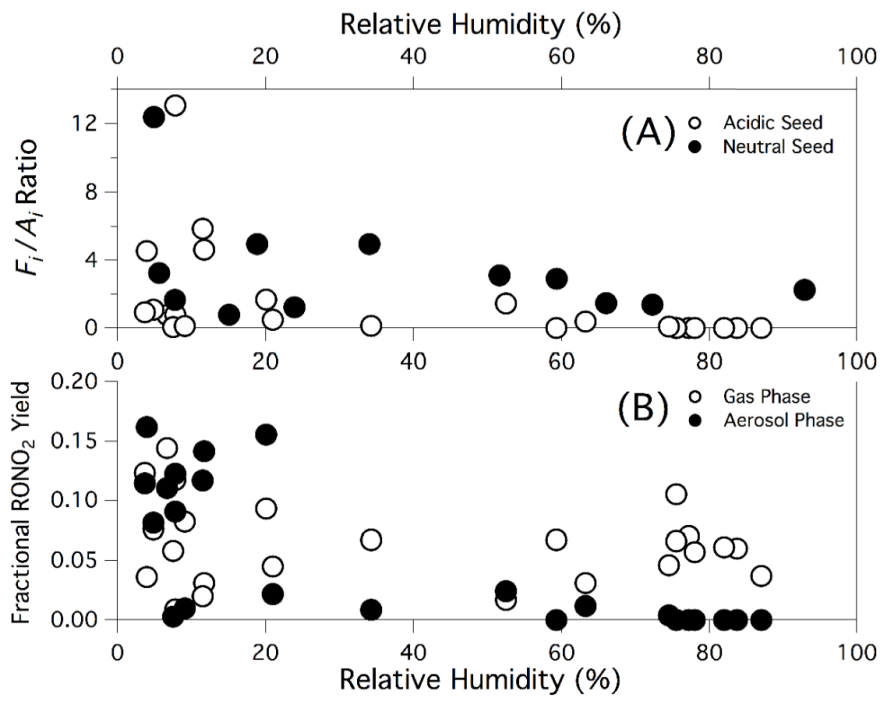 Relative Humidity (%)
0 20 40 60 80 100
12
8
4
0
F_i / A_i Ratio
(A)
Acidic Seed
Neutral Seed
0 20 40 60 80 100
0.20
0.15
0.10
0.05
0.00
Fractional RONO₂ Yield
(B)
Gas Phase
Aerosol Phase
0 20 40 60 80 100
Relative Humidity (%)